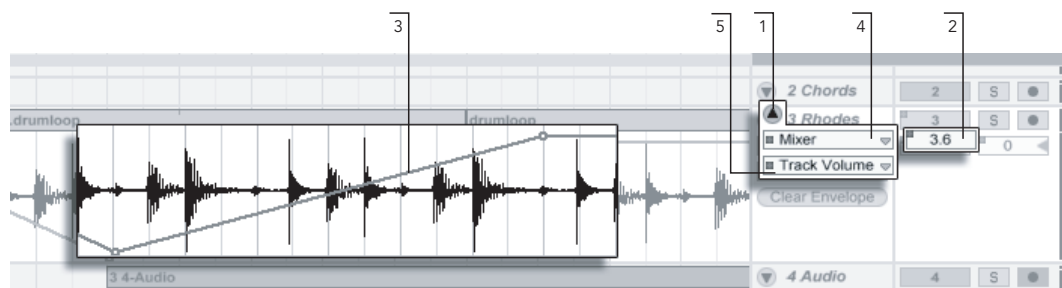 3 5 1 4 2
2 Chords 2 S
.drumloop drumloop 3 Rhodes 3 S
Mixer 3.6 0
Track Volume
Clear Envelope
3 4-Audio 4 Audio 4 S